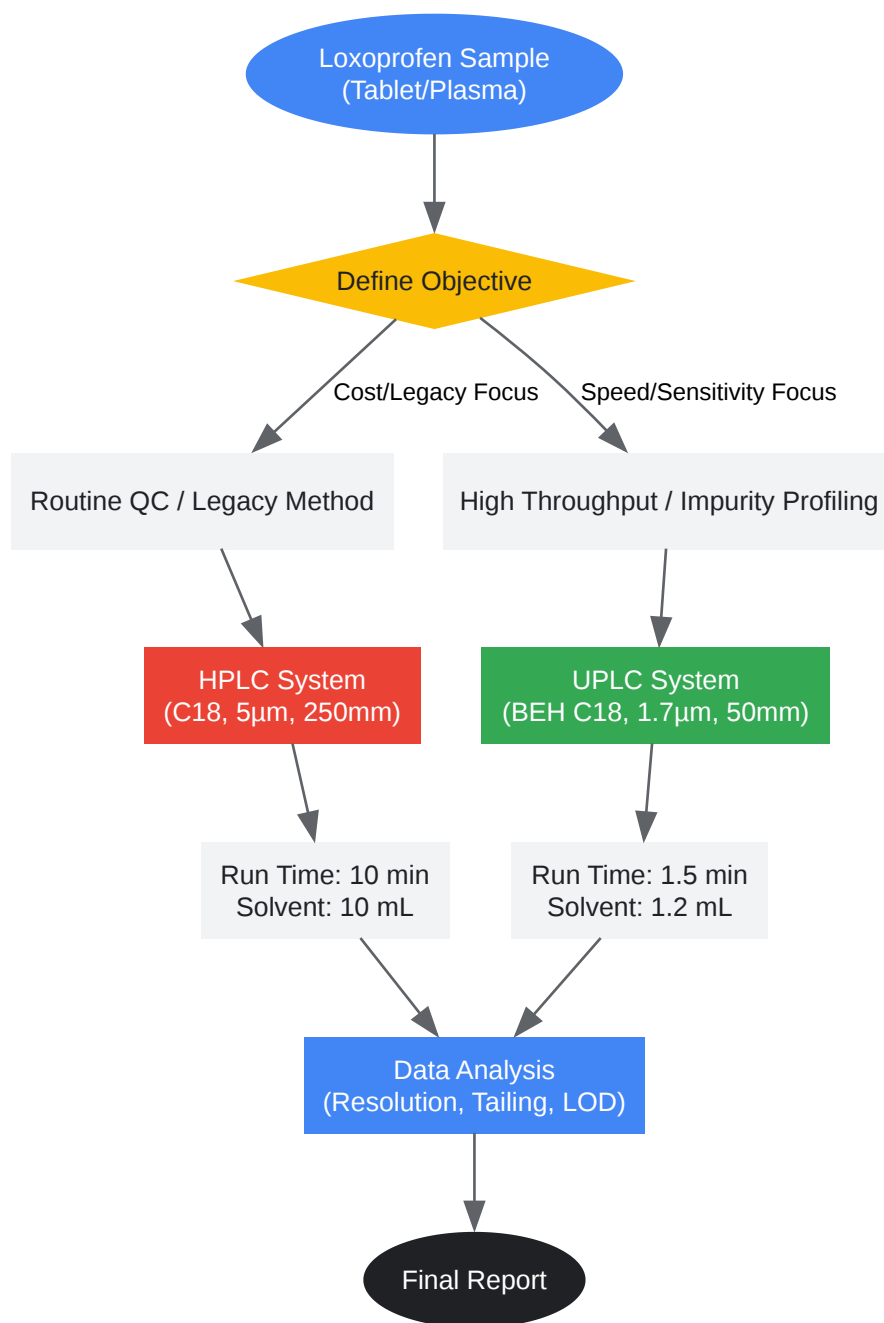 Loxoprofen Sample
(Tablet/Plasma)
Define Objective
Cost/Legacy Focus
Speed/Sensitivity Focus
Routine QC / Legacy Method
High Throughput / Impurity Profiling
HPLC System
(C18, 5µm, 250mm)
UPLC System
(BEH C18, 1.7µm, 50mm)
Run Time: 10 min
Solvent: 10 mL
Run Time: 1.5 min
Solvent: 1.2 mL
Data Analysis
(Resolution, Tailing, LOD)
Final Report